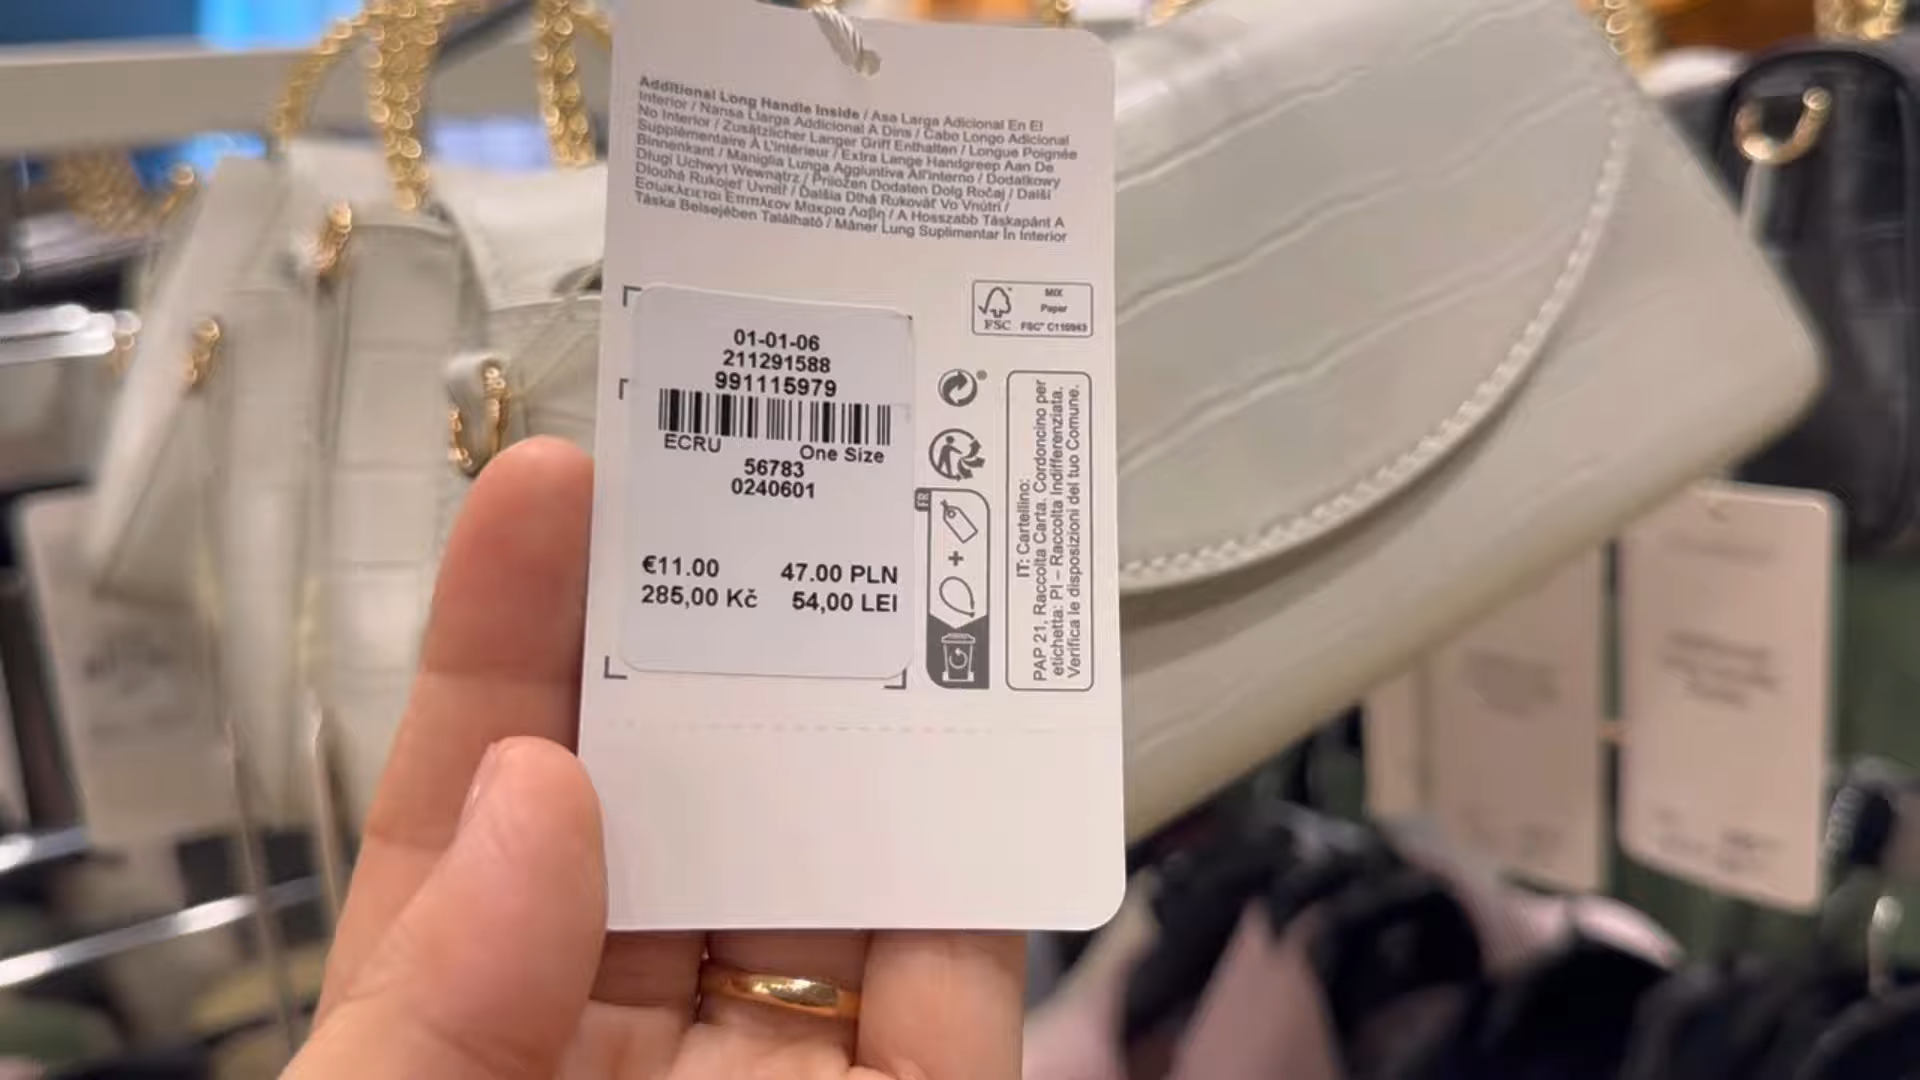 Additional Long Handle Inside / Asa Larga Adicional En El
Interior / Nansa Llarga Addicional A Dins / Cabo Longo Adicional
No Interior / Zusätzlicher Langer Griff Enthalten / Longue Poignée
Supplémentaire À L'intérieur / Extra Lange Handgreep Aan De
Binnenkant / Maniglia Lunga Aggiuntiva All'interno / Dodatkowy
Długi Uchwyt Wewnątrz / Priložen Dodaten Dolg Ročaj / Další
Dlouhá Rukojeť Uvnitř / Ďalšia Dlhá Rukoväť Vo Vnútri /
Εσωκλείεται Επιπλέον Μακριά Λαβή / A Hosszabb Táskapánt A
Táska Belsejében Található / Mâner Lung Suplimentar În Interior
MIX
Paper
FSC FSC® C110943
01-01-06
211291588
991115979
ECRU One Size
56783
0240601
€11.00 47.00 PLN
285,00 Kč 54,00 LEI
FR
+
IT: Cartellino:
PAP 21, Raccolta Carta. Cordoncino per
etichetta: PI – Raccolta Indifferenziata.
Verifica le disposizioni del tuo Comune.